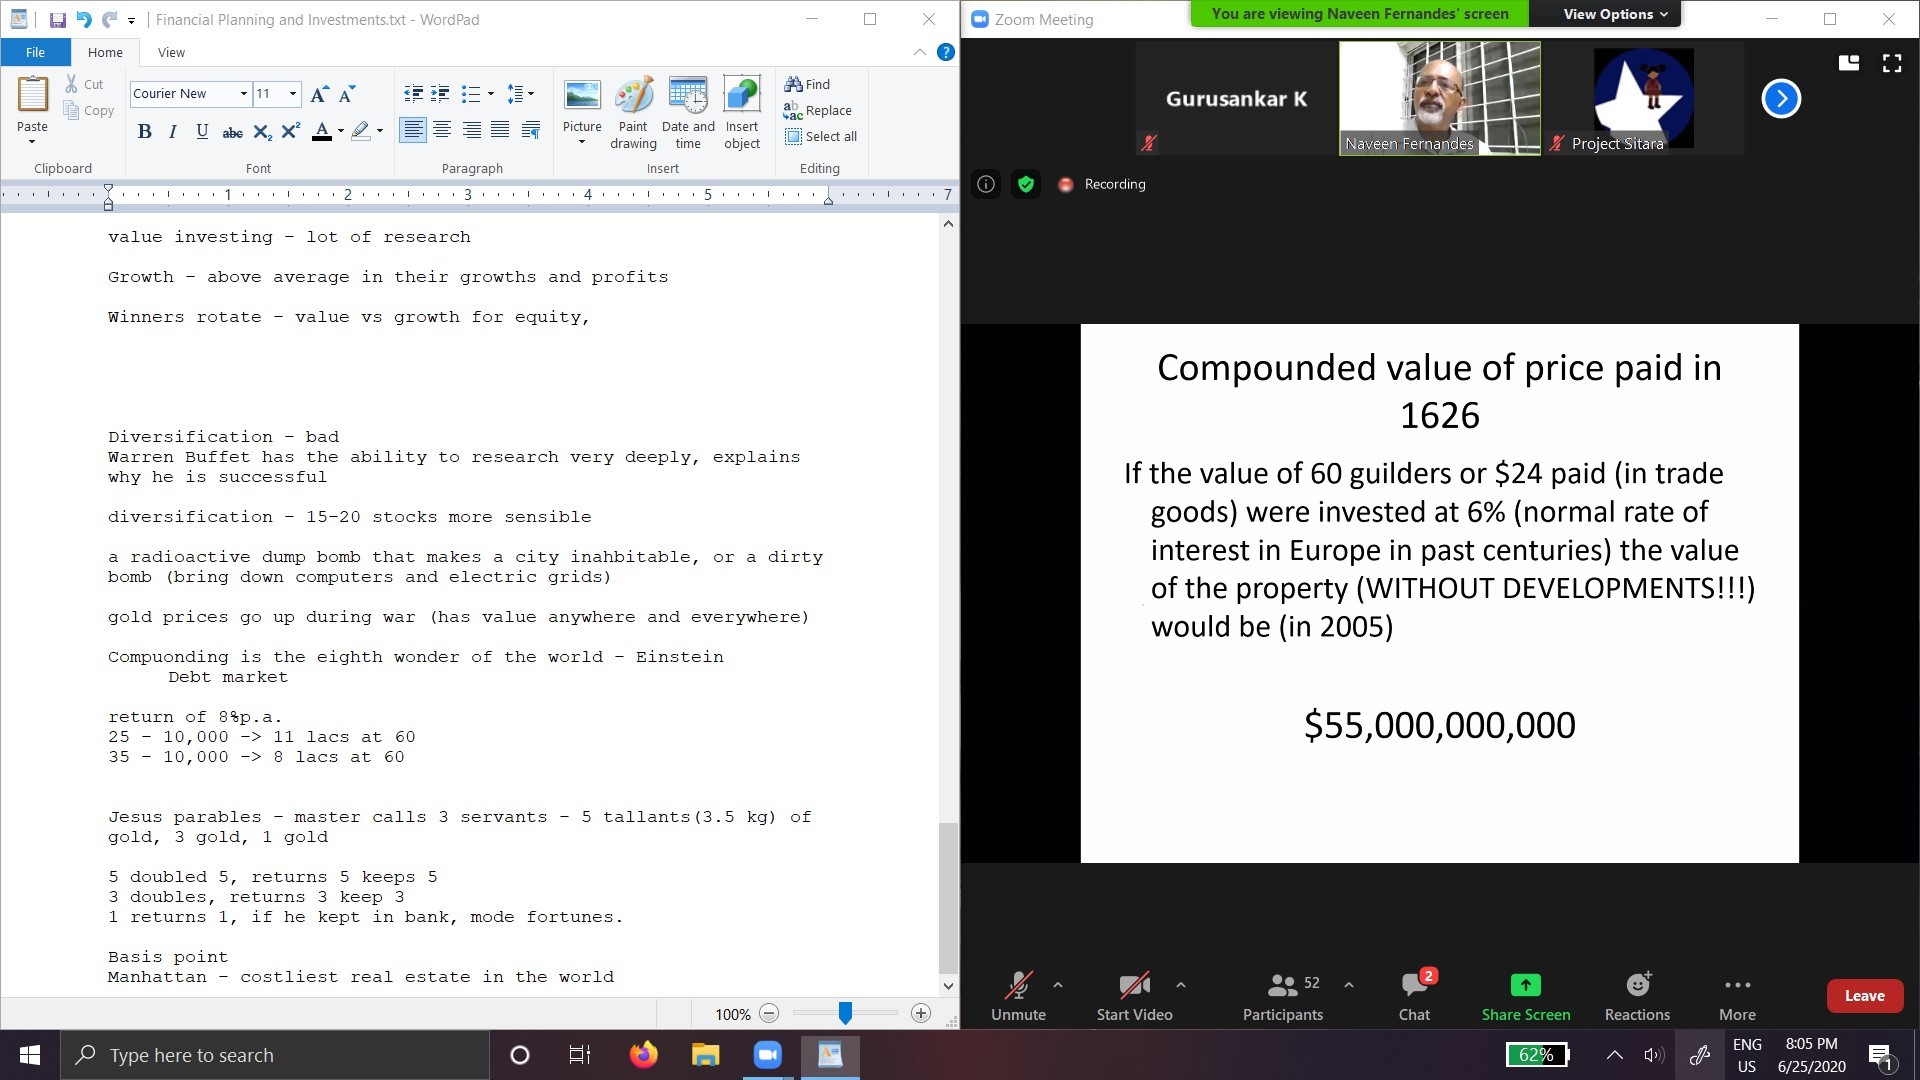 Financial Planning and Investments.txt - WordPad
File
Home
View
Paste
Cut
Copy
Clipboard
Courier New
11
A A
B I U abc X2 X2 A
Font
Paragraph
Picture
Paint drawing
Date and time
Insert object
Insert
Find
Replace
Select all
Editing
1 2 3 4 5 7
value investing - lot of research
Growth - above average in their growths and profits
Winners rotate - value vs growth for equity,
Diversification - bad
Warren Buffet has the ability to research very deeply, explains
why he is successful
diversification - 15-20 stocks more sensible
a radioactive dump bomb that makes a city inahbitable, or a dirty
bomb (bring down computers and electric grids)
gold prices go up during war (has value anywhere and everywhere)
Compuonding is the eighth wonder of the world - Einstein
Debt market
return of 8%p.a.
25 - 10,000 -> 11 lacs at 60
35 - 10,000 -> 8 lacs at 60
Jesus parables - master calls 3 servants - 5 tallants(3.5 kg) of
gold, 3 gold, 1 gold
5 doubled 5, returns 5 keeps 5
3 doubles, returns 3 keep 3
1 returns 1, if he kept in bank, mode fortunes.
Basis point
Manhattan - costliest real estate in the world
100%
Zoom Meeting
You are viewing Naveen Fernandes' screen
View Options
Gurusankar K
Naveen Fernandes
Project Sitara
Recording
Compounded value of price paid in
1626
If the value of 60 guilders or $24 paid (in trade
goods) were invested at 6% (normal rate of
interest in Europe in past centuries) the value
of the property (WITHOUT DEVELOPMENTS!!!)
would be (in 2005)
$55,000,000,000
Unmute
Start Video
52
Participants
2
Chat
Share Screen
Reactions
More
Leave
Type here to search
62%
ENG
US
8:05 PM
6/25/2020
1